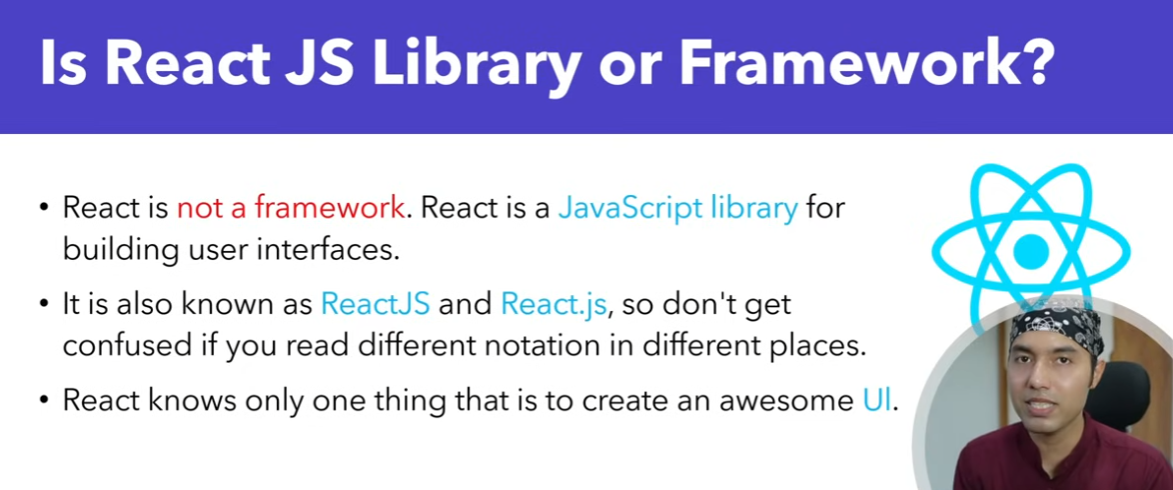 Is React JS Library or Framework?
• React is not a framework. React is a JavaScript library for
building user interfaces.
• It is also known as ReactJS and React.js, so don't get
confused if you read different notation in different places.
• React knows only one thing that is to create an awesome UI.